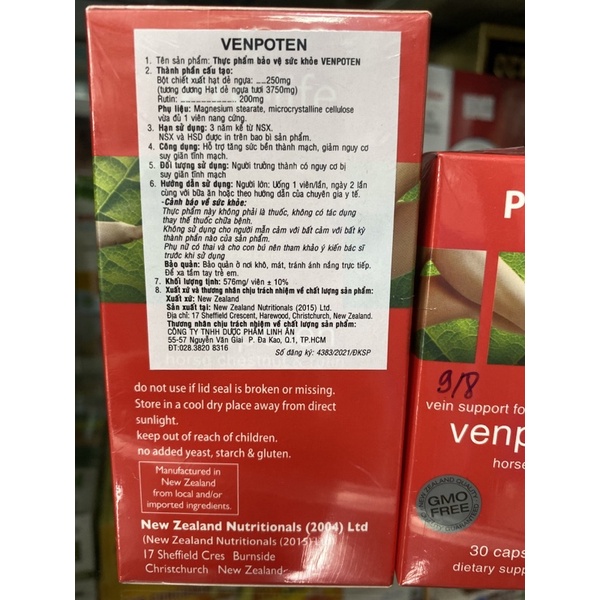 VENPOTEN
1. Tên sản phẩm: Thực phẩm bảo vệ sức khỏe VENPOTEN
2. Thành phần cấu tạo:
Bột chiết xuất hạt dẻ ngựa: .....250mg
(tương đương Hạt dẻ ngựa tươi 3750mg)
Rutin: ........................ 200mg
Phụ liệu: Magnesium stearate, microcrystalline cellulose
vừa đủ 1 viên nang cứng.
3. Hạn sử dụng: 3 năm kể từ NSX.
NSX và HSD được in trên bao bì sản phẩm.
4. Công dụng: Hỗ trợ tăng sức bền thành mạch, giảm nguy cơ
suy giãn tĩnh mạch.
5. Đối tượng sử dụng: Người trưởng thành có nguy cơ bị
suy giãn tĩnh mạch
6. Hướng dẫn sử dụng: Người lớn: Uống 1 viên/lần, ngày 2 lần
cùng với bữa ăn hoặc theo hướng dẫn của chuyên gia y tế.
-Cảnh báo về sức khỏe:
Thực phẩm này không phải là thuốc, không có tác dụng
thay thế thuốc chữa bệnh.
Không sử dụng cho người mẫn cảm với bất cảm với bất kỳ
thành phần nào của sản phẩm.
Phụ nữ có thai và cho con bú nên tham khảo ý kiến bác sĩ
trước khi sử dụng
Bảo quản: Bảo quản ở nơi khô, mát, tránh ánh nắng trực tiếp.
Để xa tầm tay trẻ em.
7. Khối lượng tịnh: 576mg/ viên ± 10%
8. Xuất xứ và thương nhân chịu trách nhiệm về chất lượng sản phẩm:
Xuất xứ: New Zealand
Sản xuất tại: New Zealand Nutritionals (2015) Ltd.
Địa chỉ: 17 Sheffield Crescent, Harewood, Christchurch, New Zealand.
Thương nhân chịu trách nhiệm về chất lượng sản phẩm:
CÔNG TY TNHH DƯỢC PHẨM LINH ÂN
55-57 Nguyễn Văn Giai P. Đa Kao, Q.1, TP.HCM
ĐT:028.3820 8316
Số đăng ký: 4383/2021/ĐKSP
do not use if lid seal is broken or missing.
Store in a cool dry place away from direct
sunlight.
keep out of reach of children.
no added yeast, starch & gluten.
Manufactured in
New Zealand
from local and/or
imported ingredients.
New Zealand Nutritionals (2004) Ltd
(New Zealand Nutritionals (2015) Ltd)
17 Sheffield Cres Burnside
Christchurch New Zealand
P
9/8
vein support fo
venp
horse
NEW ZEALAND QUALITY
GMO
FREE
30 caps
dietary supp